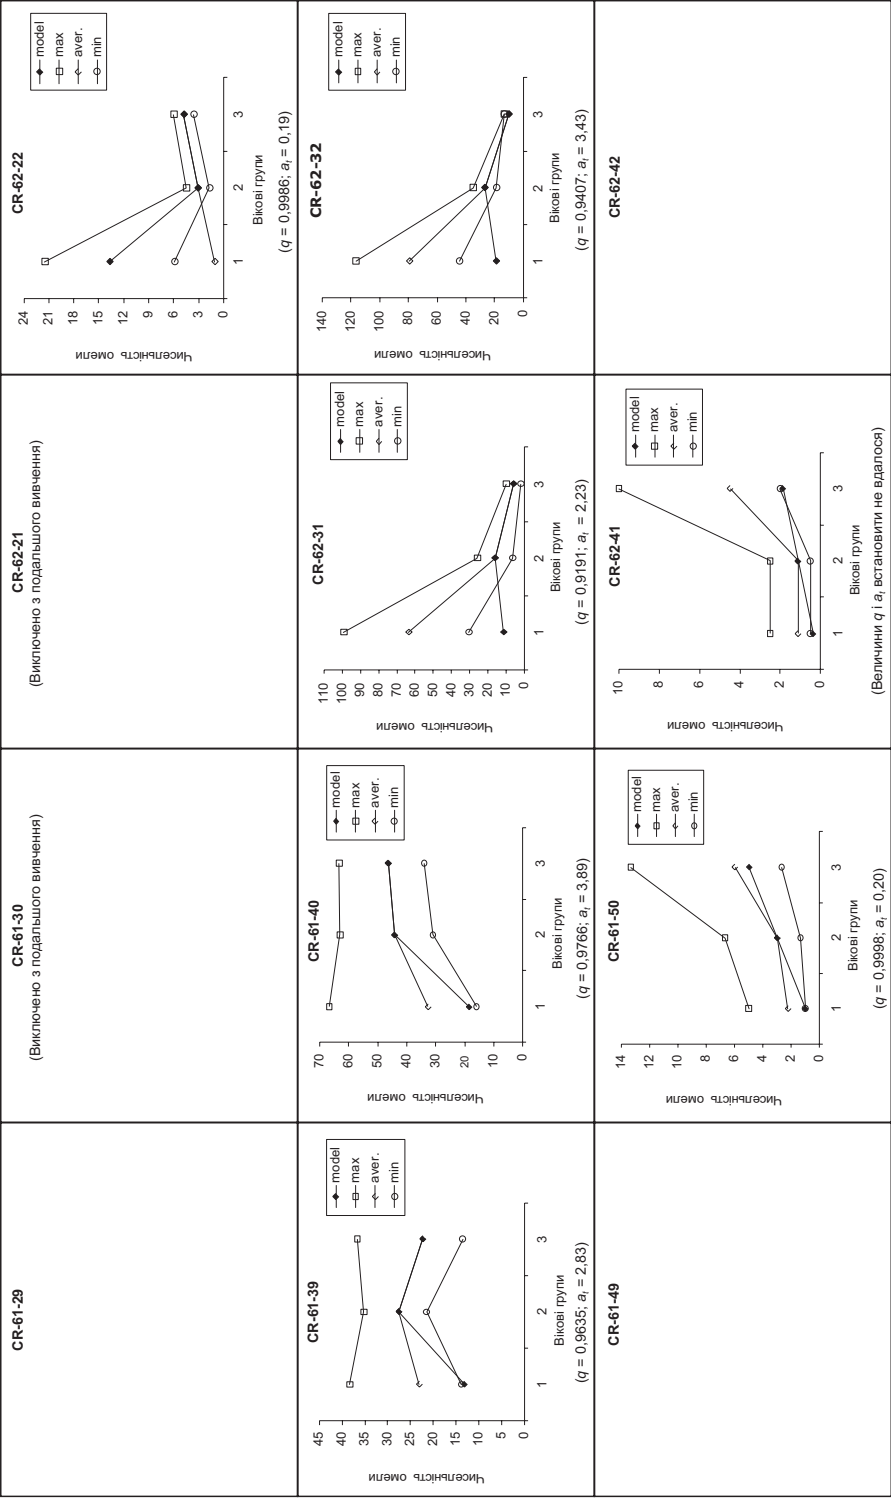 CR-61-29
CR-61-30
(Виключено з подальшого вивчення)
CR-62-21
(Виключено з подальшого вивчення)
CR-62-22
Чисельність омели
24
21
18
15
12
9
6
3
0
1
2
3
Вікові групи
model
max
aver.
min
(q = 0,9986; at = 0,19)
CR-61-39
Чисельність омели
45
40
35
30
25
20
15
10
5
0
1
2
3
Вікові групи
model
max
aver.
min
(q = 0,9635; at = 2,83)
CR-61-40
Чисельність омели
70
60
50
40
30
20
10
0
1
2
3
Вікові групи
model
max
aver.
min
(q = 0,9766; at = 3,89)
CR-62-31
Чисельність омели
110
100
90
80
70
60
50
40
30
20
10
0
1
2
3
Вікові групи
model
max
aver.
min
(q = 0,9191; at = 2,23)
CR-62-32
Чисельність омели
140
120
100
80
60
40
20
0
1
2
3
Вікові групи
model
max
aver.
min
(q = 0,9407; at = 3,43)
CR-61-49
CR-61-50
Чисельність омели
14
12
10
8
6
4
2
0
1
2
3
Вікові групи
model
max
aver.
min
(q = 0,9998; at = 0,20)
CR-62-41
Чисельність омели
10
8
6
4
2
0
1
2
3
Вікові групи
model
max
aver.
min
(Величини q і at встановити не вдалося)
CR-62-42